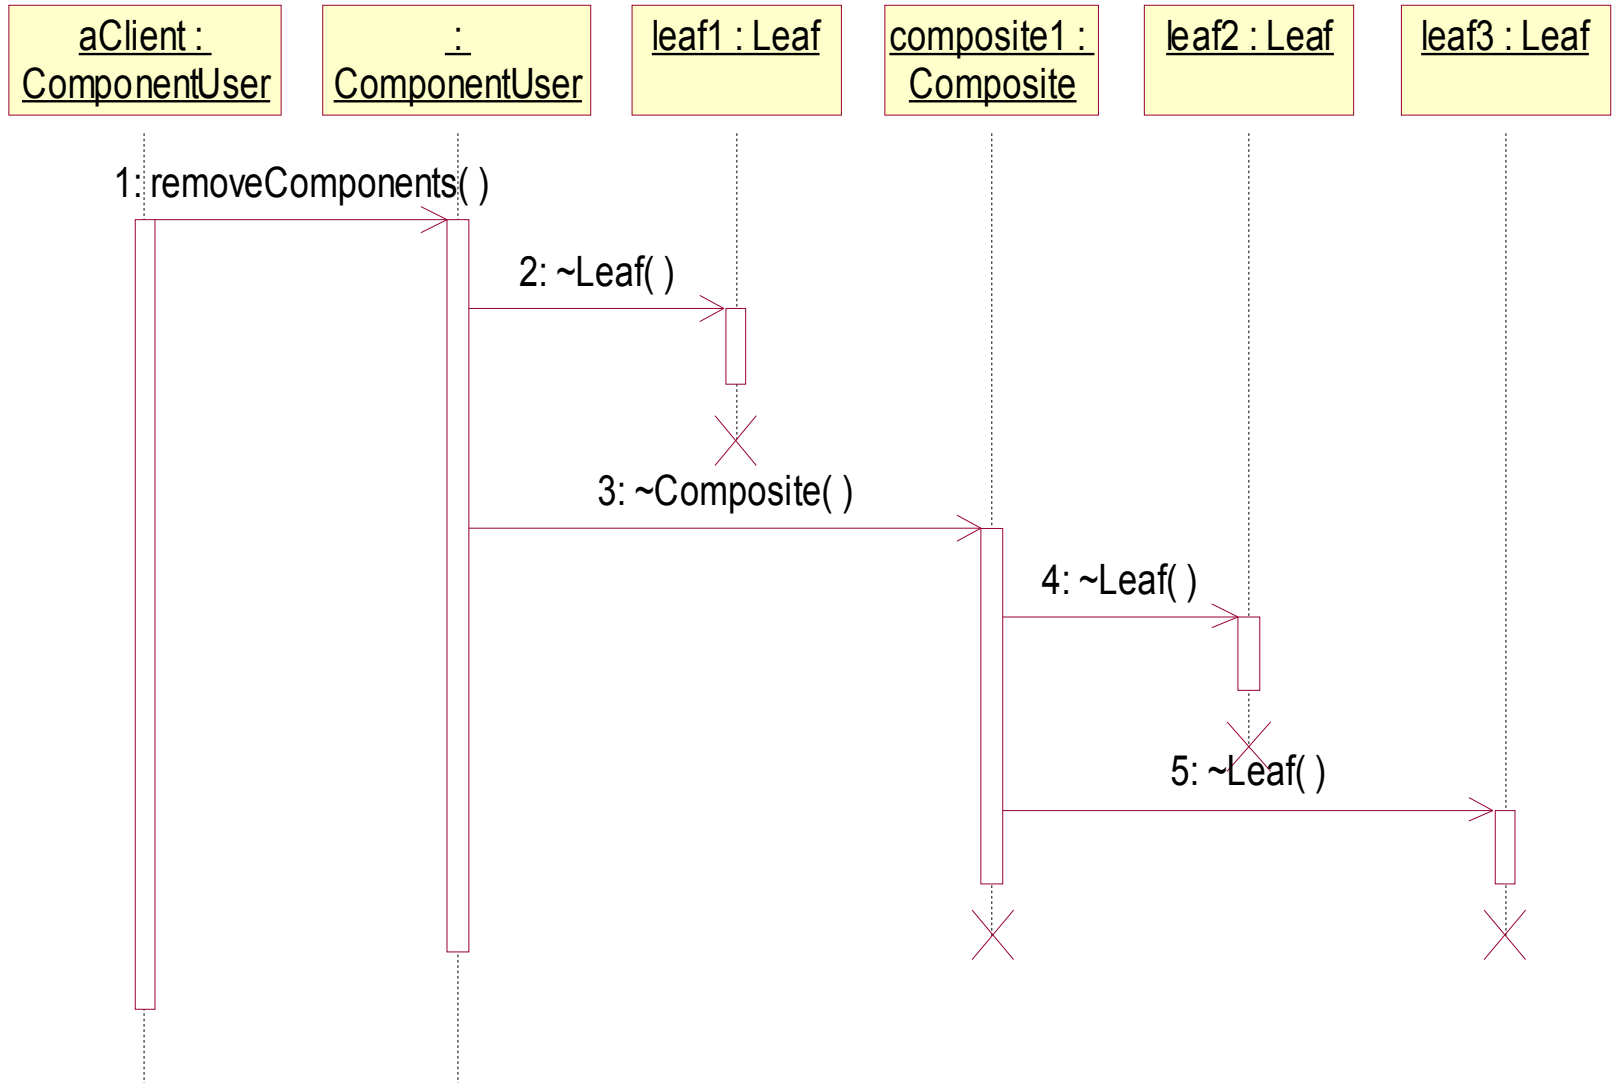 aClient :
ComponentUser
:
ComponentUser
leaf1 : Leaf
composite1 :
Composite
leaf2 : Leaf
leaf3 : Leaf
1: removeComponents( )
2: ~Leaf( )
3: ~Composite( )
4: ~Leaf( )
5: ~Leaf( )